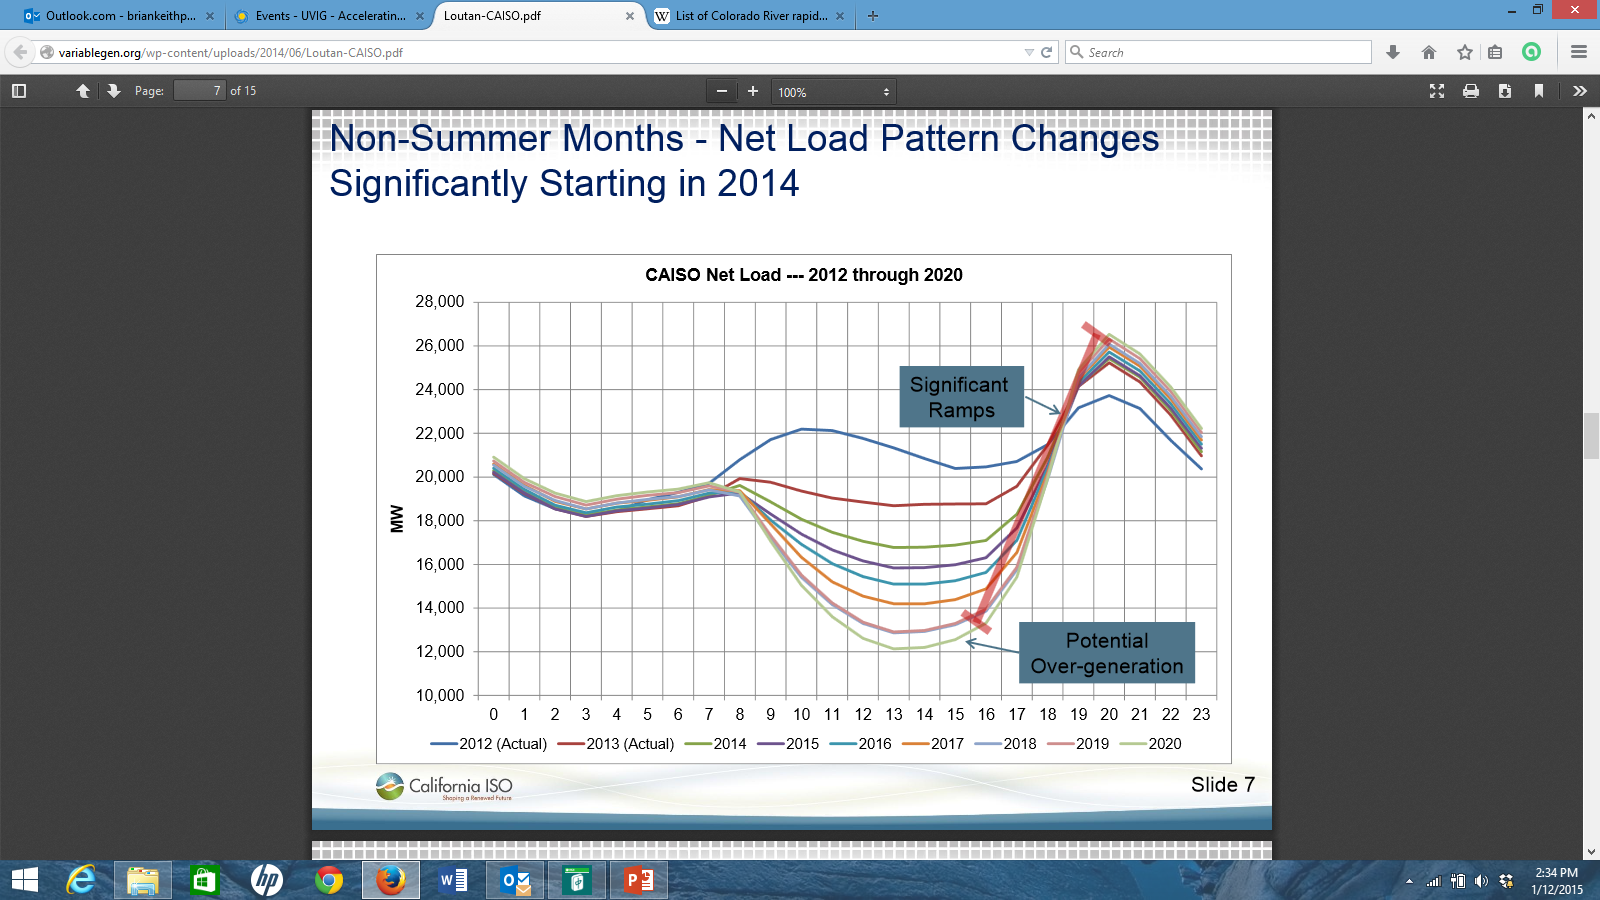 Outlook.com - briankeithp...
Events - UVIG - Acceleratin...
Loutan-CAISO.pdf
W List of Colorado River rapid...
variablegen.org/wp-content/uploads/2014/06/Loutan-CAISO.pdf
Search
Page: 7 of 15
100%
Non-Summer Months - Net Load Pattern Changes
Significantly Starting in 2014
CAISO Net Load --- 2012 through 2020
28,000
26,000
24,000
22,000
20,000
18,000
16,000
14,000
12,000
10,000
MW
Significant
Ramps
Potential
Over-generation
0 1 2 3 4 5 6 7 8 9 10 11 12 13 14 15 16 17 18 19 20 21 22 23
2012 (Actual) 2013 (Actual) 2014 2015 2016 2017 2018 2019 2020
California ISO
Shaping a Renewed Future
Slide 7
hp
2:34 PM
1/12/2015